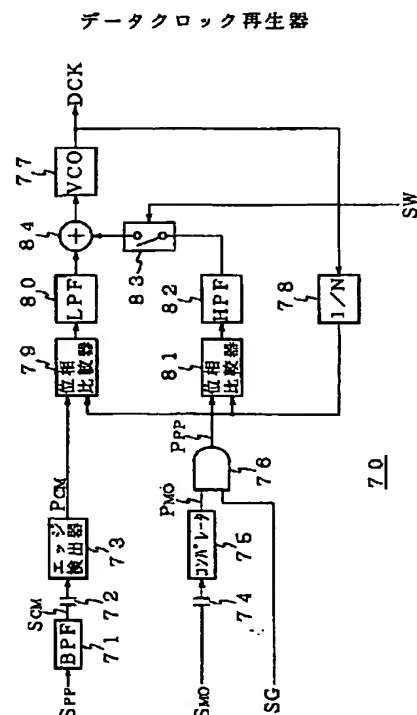 データクロック再生器
SPP
BPF
71
SCM
72
エッジ
検出器
73
PCM
79
位相
比較器
80
LPF
84
+
77
VCO
DCK
83
SW
SMO
74
コンパレータ
75
PMO
76
PPP
81
位相
比較器
82
HPF
SG
78
1/N
70